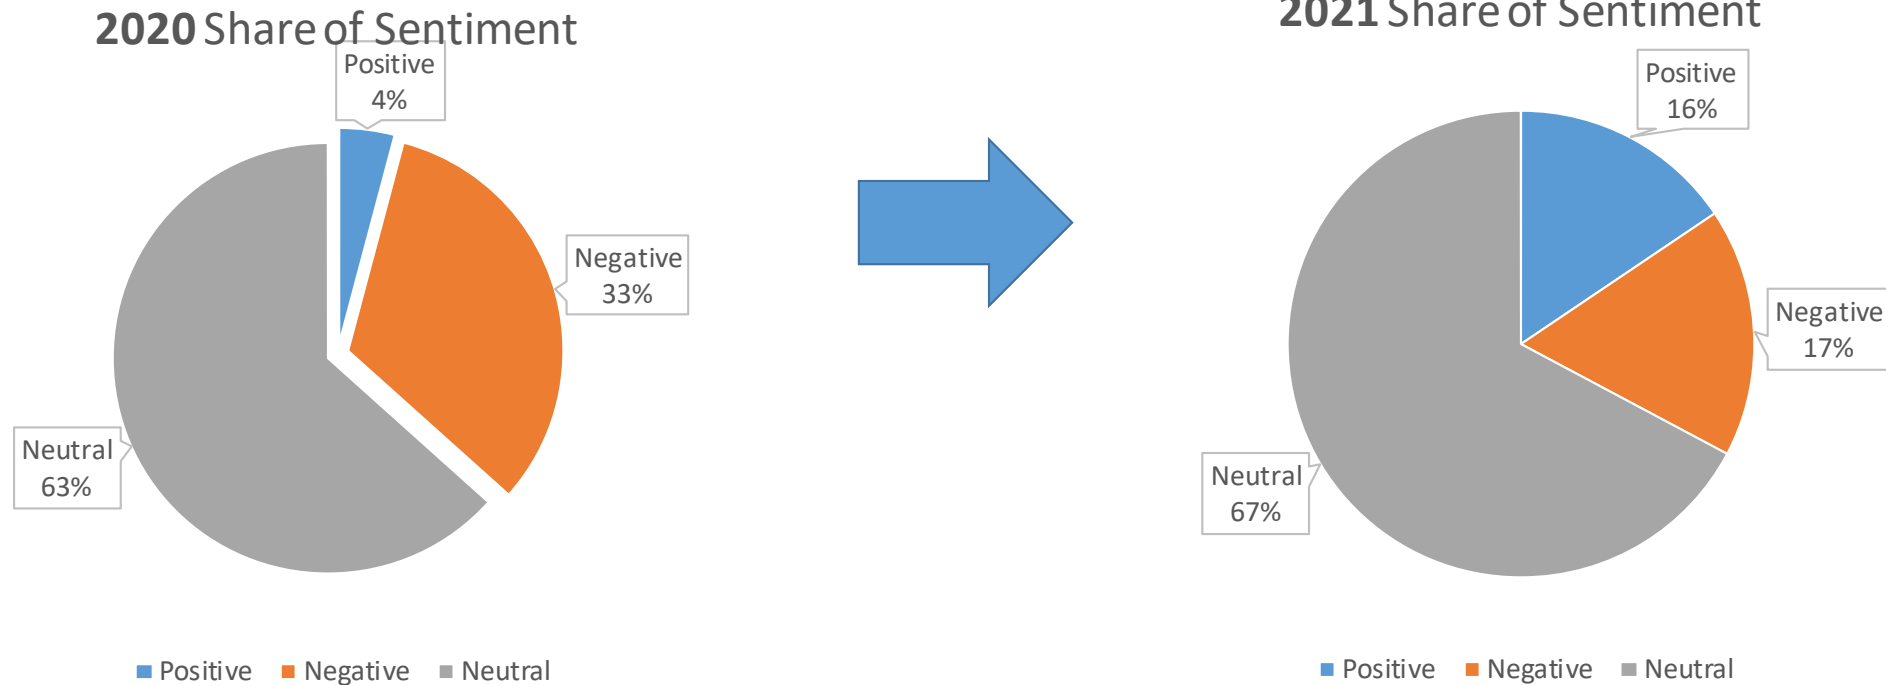 2020 Share of Sentiment
Positive
4%
Negative
33%
Neutral
63%
Positive Negative Neutral
2021 Share of Sentiment
Positive
16%
Negative
17%
Neutral
67%
Positive Negative Neutral